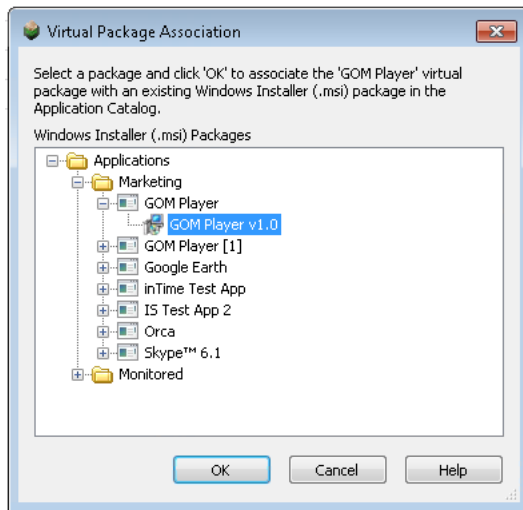 Virtual Package Association
Select a package and click 'OK' to associate the 'GOM Player' virtual
package with an existing Windows Installer (.msi) package in the
Application Catalog.
Windows Installer (.msi) Packages
Applications
Marketing
GOM Player
GOM Player v1.0
GOM Player [1]
Google Earth
inTime Test App
IS Test App 2
Orca
Skype™ 6.1
Monitored
OK Cancel Help